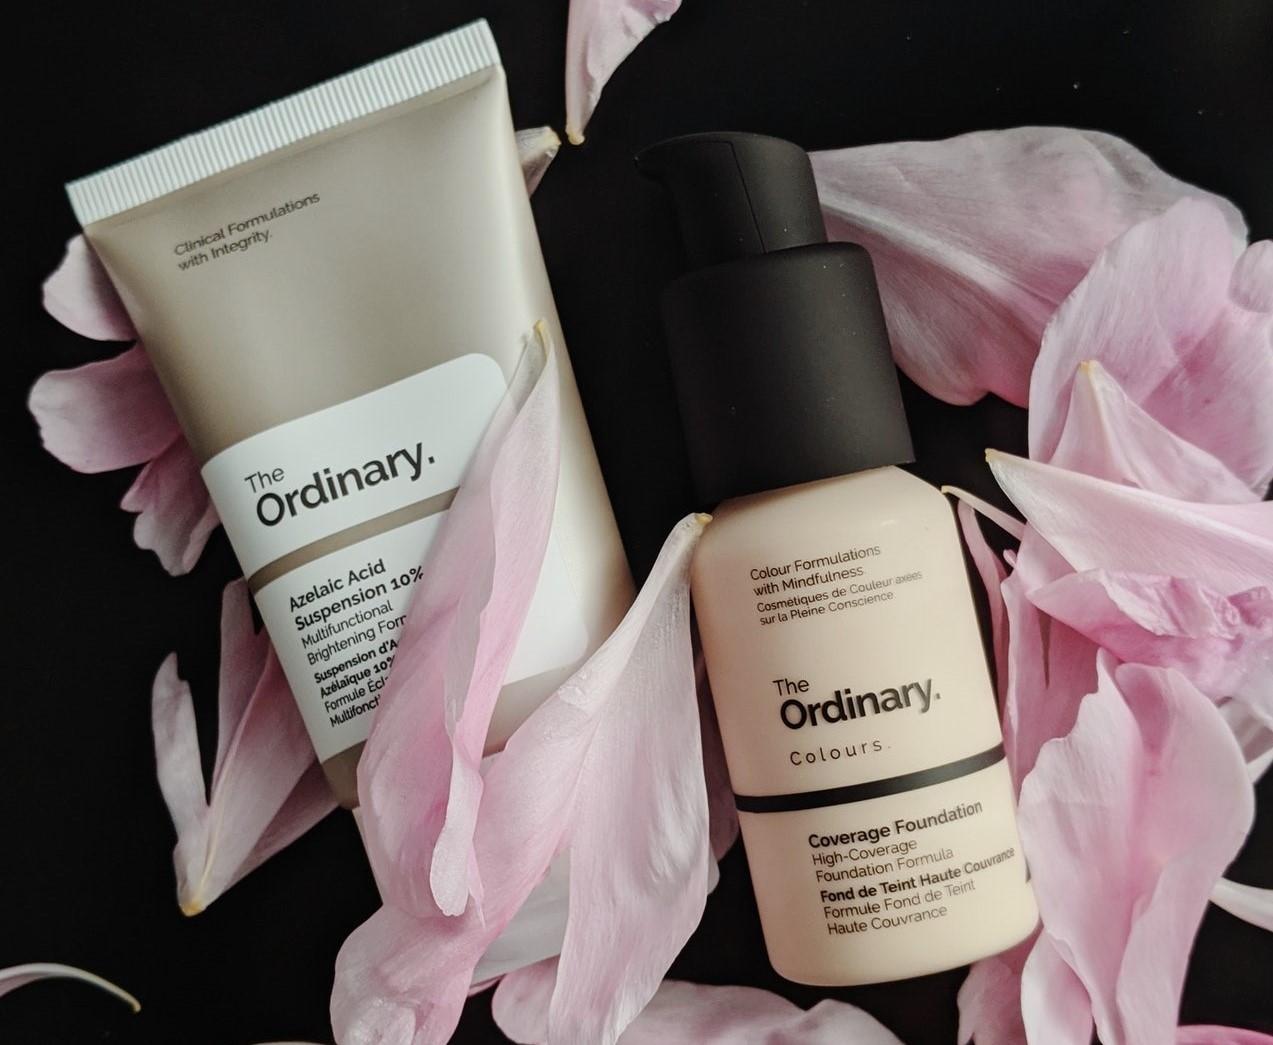 Clinical Formulations
with Integrity.
The
Ordinary.
Azelaic Acid
Suspension 10%
Multifunctional
Brightening
Suspension
Azélaïque 10%
Formule
Colour Formulations
with Mindfulness
Cosmétiques de Couleur axées
sur la Pleine Conscience
The
Ordinary.
Colours.
Coverage Foundation
High-Coverage
Foundation Formula
Fond de Teint Haute Couvrance
Formule Fond de Teint
Haute Couvrance